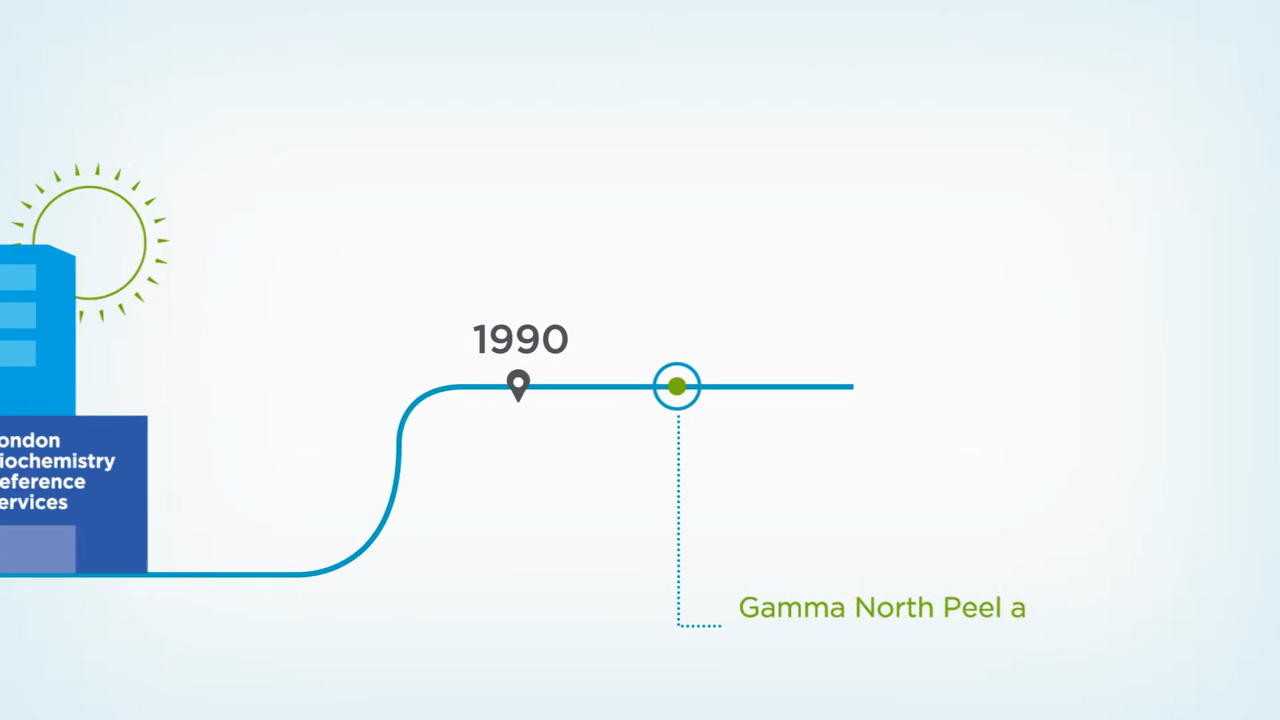 1990
ondon
iochemistry
eference
ervices
Gamma North Peel a